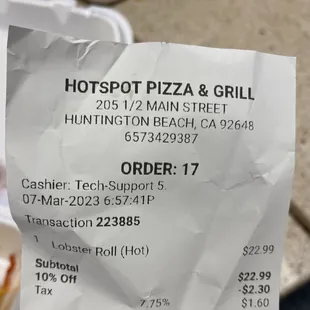 HOTSPOT PIZZA & GRILL
205 1/2 MAIN STREET
HUNTINGTON BEACH, CA 92648
6573429387
ORDER: 17
Cashier: Tech-Support 5.
07-Mar-2023 6:57:41P
Transaction 223885
1 Lobster Roll (Hot) $22.99
Subtotal $22.99
10% Off -$2.30
Tax 7.75% $1.60